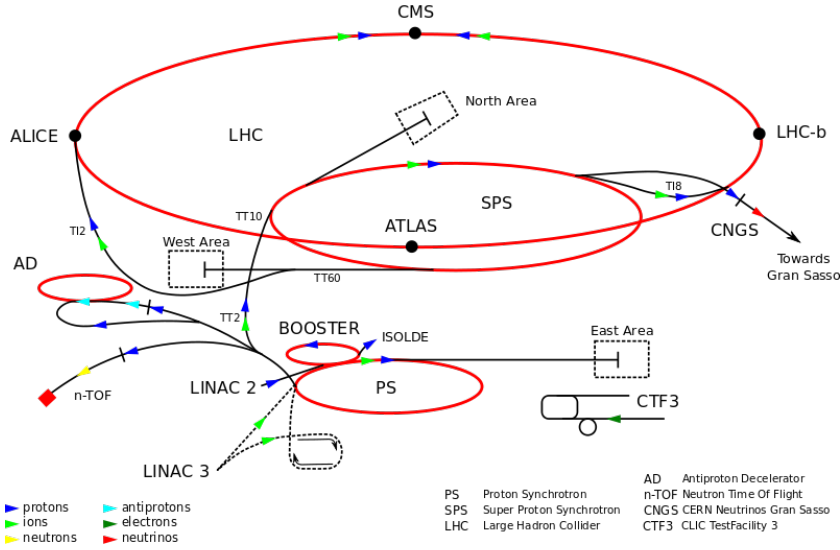 CMS
North Area
ALICE
LHC
LHC-b
TI8
SPS
TT10
ATLAS
CNGS
TI2
West Area
Towards
Gran Sasso
AD
TT60
TT2
BOOSTER
ISOLDE
East Area
LINAC 2
PS
n-TOF
CTF3
LINAC 3
protons
ions
neutrons
antiprotons
electrons
neutrinos
PS Proton Synchrotron
SPS Super Proton Synchrotron
LHC Large Hadron Collider
AD Antiproton Decelerator
n-TOF Neutron Time Of Flight
CNGS CERN Neutrinos Gran Sasso
CTF3 CLIC TestFacility 3